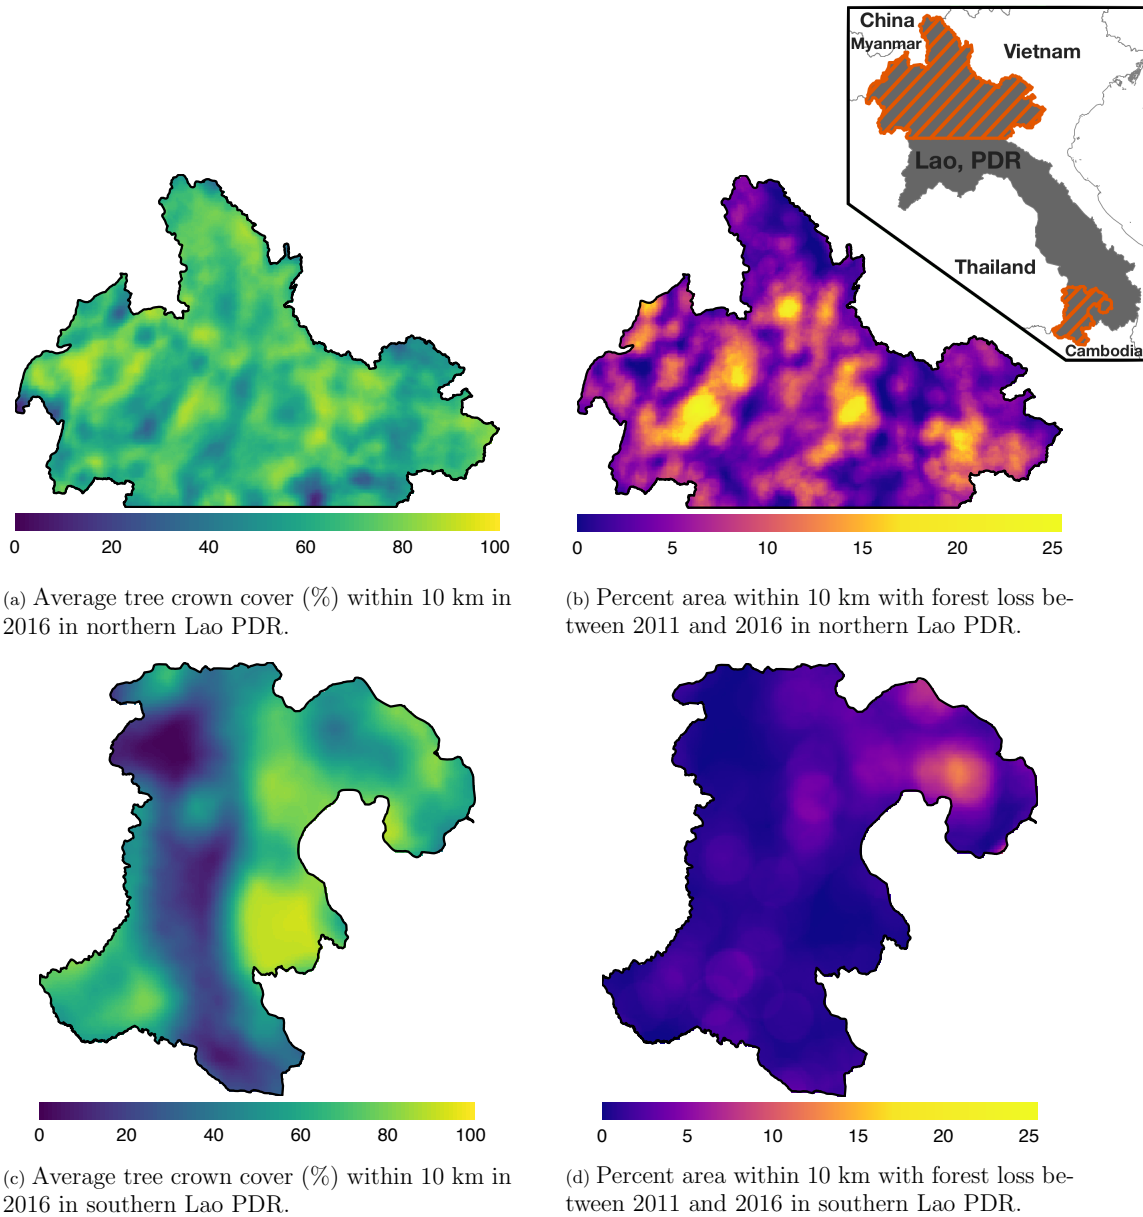 China
Myanmar
Vietnam
Lao, PDR
Thailand
Cambodia
0 20 40 60 80 100
0 5 10 15 20 25
(a) Average tree crown cover (%) within 10 km in
2016 in northern Lao PDR.
(b) Percent area within 10 km with forest loss be-
tween 2011 and 2016 in northern Lao PDR.
0 20 40 60 80 100
0 5 10 15 20 25
(c) Average tree crown cover (%) within 10 km in
2016 in southern Lao PDR.
(d) Percent area within 10 km with forest loss be-
tween 2011 and 2016 in southern Lao PDR.